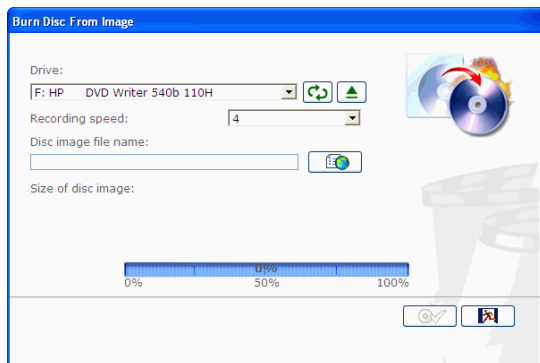 Burn Disc From Image
Drive:
F: HP DVD Writer 540b 110H
Recording speed:
4
Disc image file name:
Size of disc image:
0%
0% 50% 100%